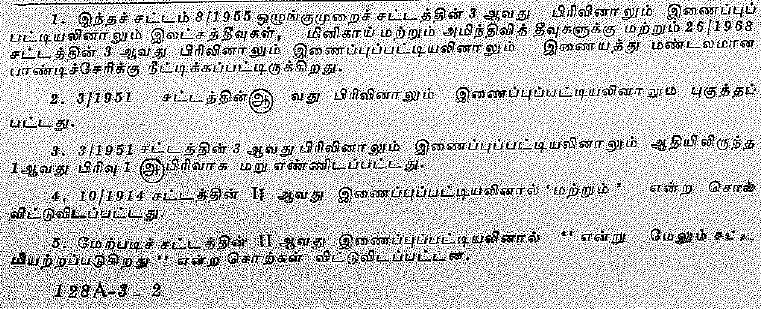 1. இந்தச் சட்டம் 8/1955 ஒழுங்குமுறைச் சட்டத்தின் 3 ஆவது பிரிவினாலும் இணைப்புப்
பட்டியலினாலும் இலட்சத்தீவுகள், மினிகாய் மற்றும் அமிந்திவித் தீவுகளுக்கு மற்றும் 26/1968
சட்டத்தின் 3 ஆவது பிரிவினாலும் இணைப்புப்பட்டியலினாலும் இணையத்து மண்டலமான
பாண்டிச்சேரிக்கு நீட்டிக்கப்பட்டிருக்கிறது.
2. 3/1951 சட்டத்தின் ஆ வது பிரிவினாலும் இணைப்புப்பட்டியலினாலும் புகுத்தப்
பட்டது.
3. 3/1951 சட்டத்தின் 3 ஆவது பிரிவினாலும் இணைப்புப்பட்டியலினாலும் ஆதியிலிருந்த
1ஆவது பிரிவு 1 அ பிரிவாக மறு எண்ணிடப்பட்டது.
4. 10/1914 சட்டத்தின் II ஆவது இணைப்புப்பட்டியலினால் "மற்றும்" என்ற சொல்
விட்டுவிடப்பட்டது.
5. மேற்படிச் சட்டத்தின் II ஆவது இணைப்புப்பட்டியலினால் "என்று மேலும் சட்ட
மியற்றப்படுகிறது" என்ற சொற்கள் விட்டுவிடப்பட்டன.
128A-3—2